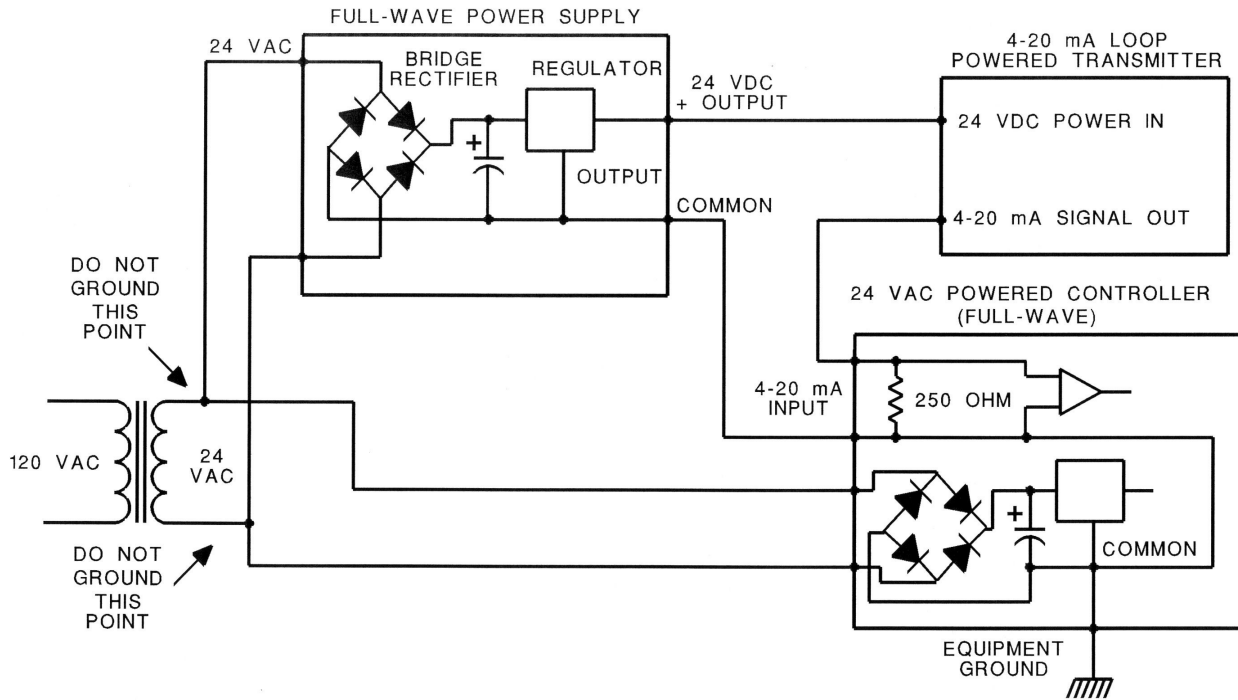 FULL-WAVE POWER SUPPLY
24 VAC
BRIDGE
RECTIFIER
REGULATOR
24 VDC
+ OUTPUT
4-20 mA LOOP
POWERED TRANSMITTER
24 VDC POWER IN
+
OUTPUT
COMMON
4-20 mA SIGNAL OUT
DO NOT
GROUND
THIS
POINT
24 VAC POWERED CONTROLLER
(FULL-WAVE)
4-20 mA
INPUT
250 OHM
120 VAC
24
VAC
+
COMMON
DO NOT
GROUND
THIS
POINT
EQUIPMENT
GROUND